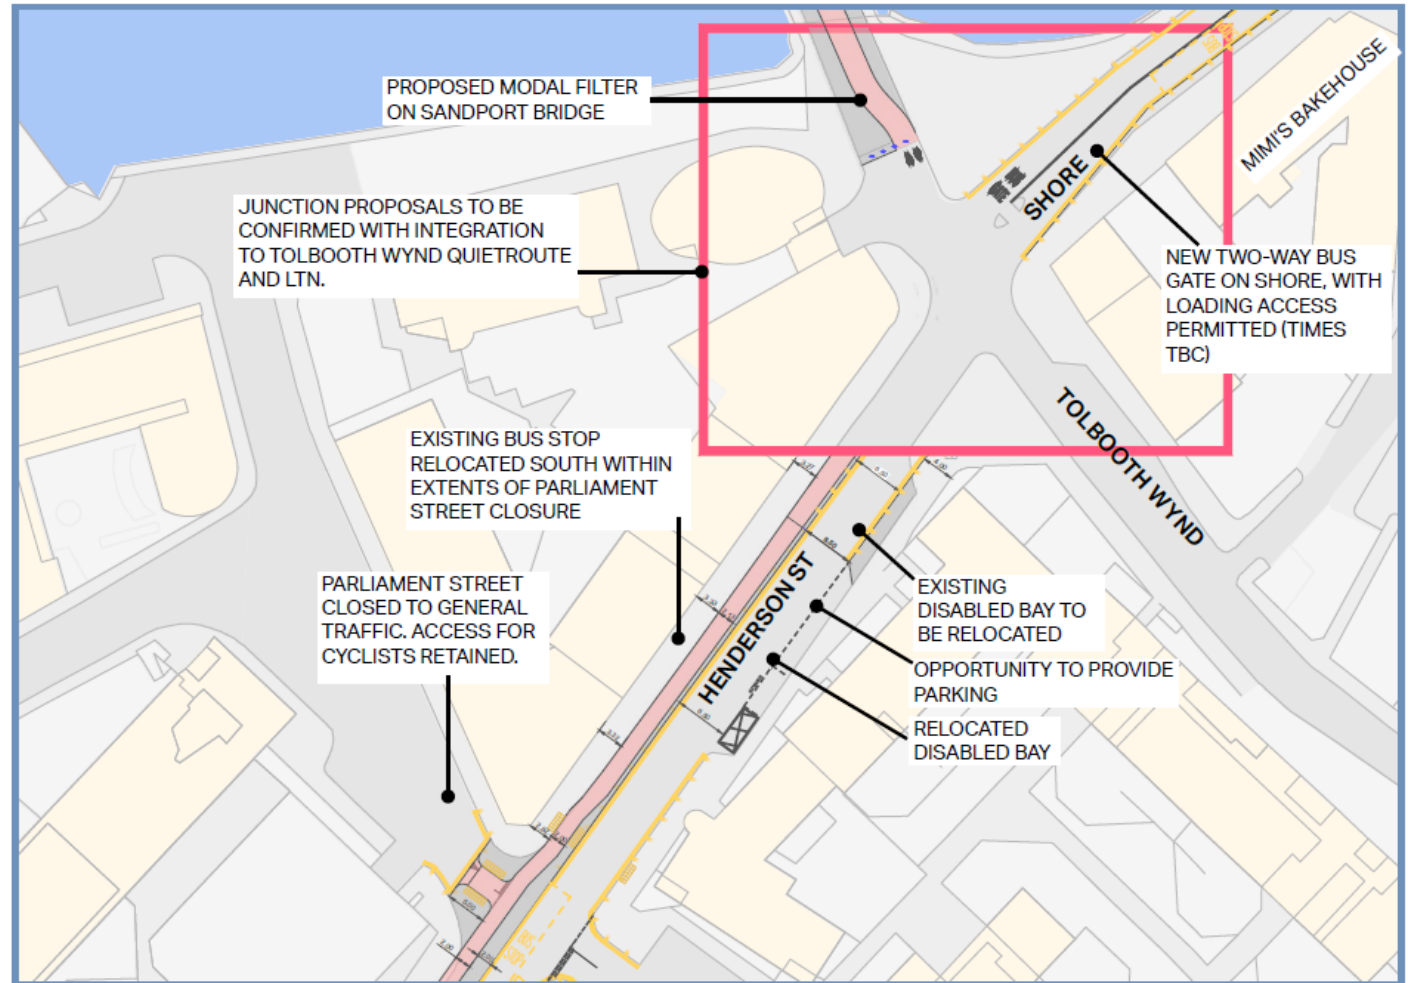 PROPOSED MODAL FILTER
ON SANDPORT BRIDGE
MIMI'S BAKEHOUSE
SHORE
JUNCTION PROPOSALS TO BE
CONFIRMED WITH INTEGRATION
TO TOLBOOTH WYND QUIETROUTE
AND LTN.
NEW TWO-WAY BUS
GATE ON SHORE, WITH
LOADING ACCESS
PERMITTED (TIMES
TBC)
TOLBOOTH WYND
EXISTING BUS STOP
RELOCATED SOUTH WITHIN
EXTENTS OF PARLIAMENT
STREET CLOSURE
HENDERSON ST
PARLIAMENT STREET
CLOSED TO GENERAL
TRAFFIC. ACCESS FOR
CYCLISTS RETAINED.
EXISTING
DISABLED BAY TO
BE RELOCATED
OPPORTUNITY TO PROVIDE
PARKING
RELOCATED
DISABLED BAY